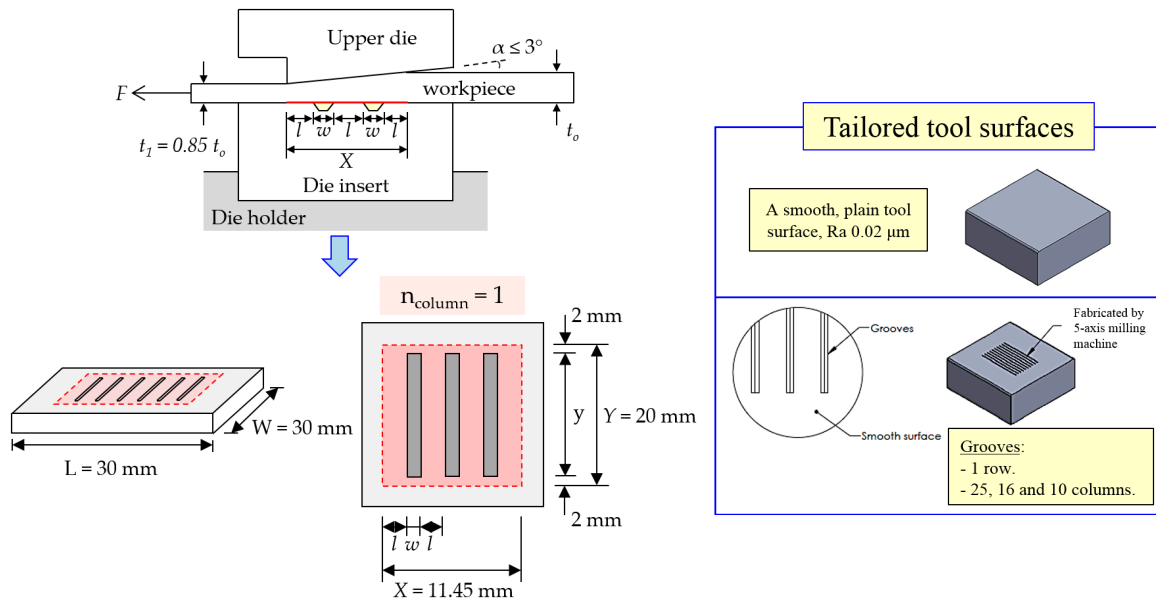 Upper die
α ≤ 3°
F
workpiece
l w l w l
t1 = 0.85 to
to
X
Die insert
Die holder
ncolumn = 1
2 mm
y
Y = 20 mm
W = 30 mm
L = 30 mm
2 mm
l w l
X = 11.45 mm
Tailored tool surfaces
A smooth, plain tool
surface, Ra 0.02 μm
Grooves
Smooth surface
Fabricated by
5-axis milling
machine
Grooves:
- 1 row.
- 25, 16 and 10 columns.